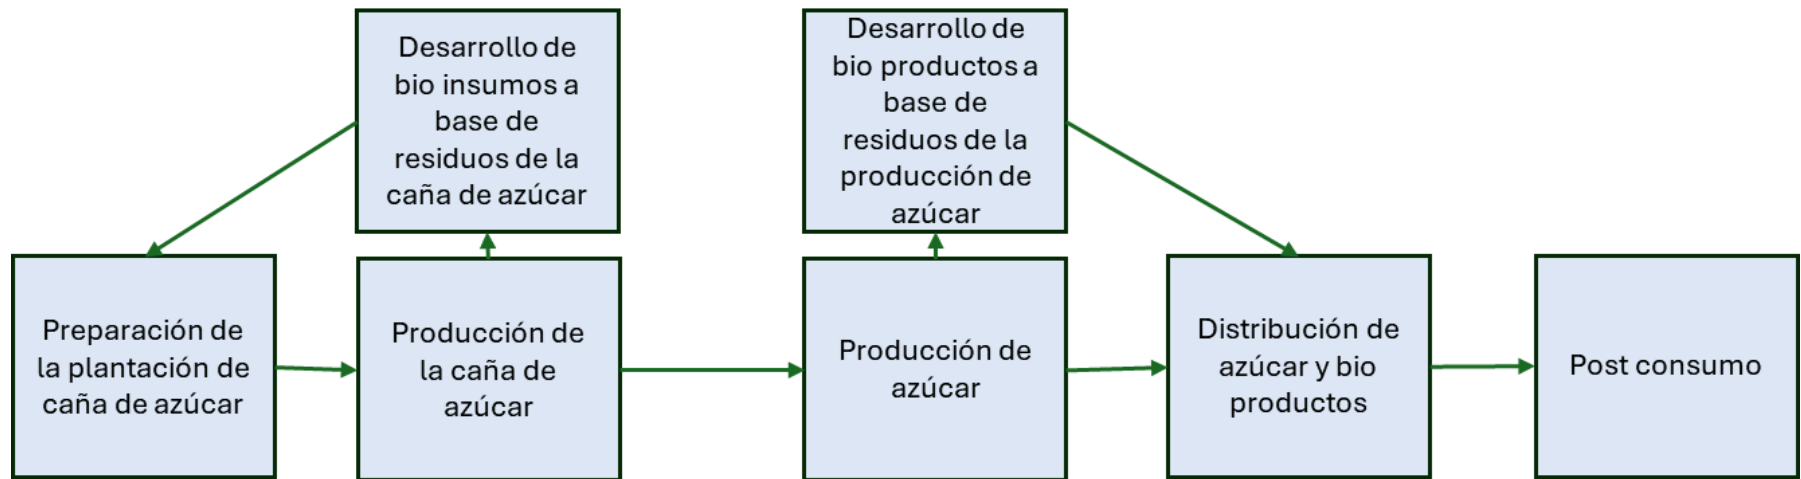 Desarrollo de
bio insumos a
base de
residuos de la
caña de azúcar
Desarrollo de
bio productos a
base de
residuos de la
producción de
azúcar
Preparación de
la plantación de
caña de azúcar
Producción de
la caña de
azúcar
Producción de
azúcar
Distribución de
azúcar y bio
productos
Post consumo